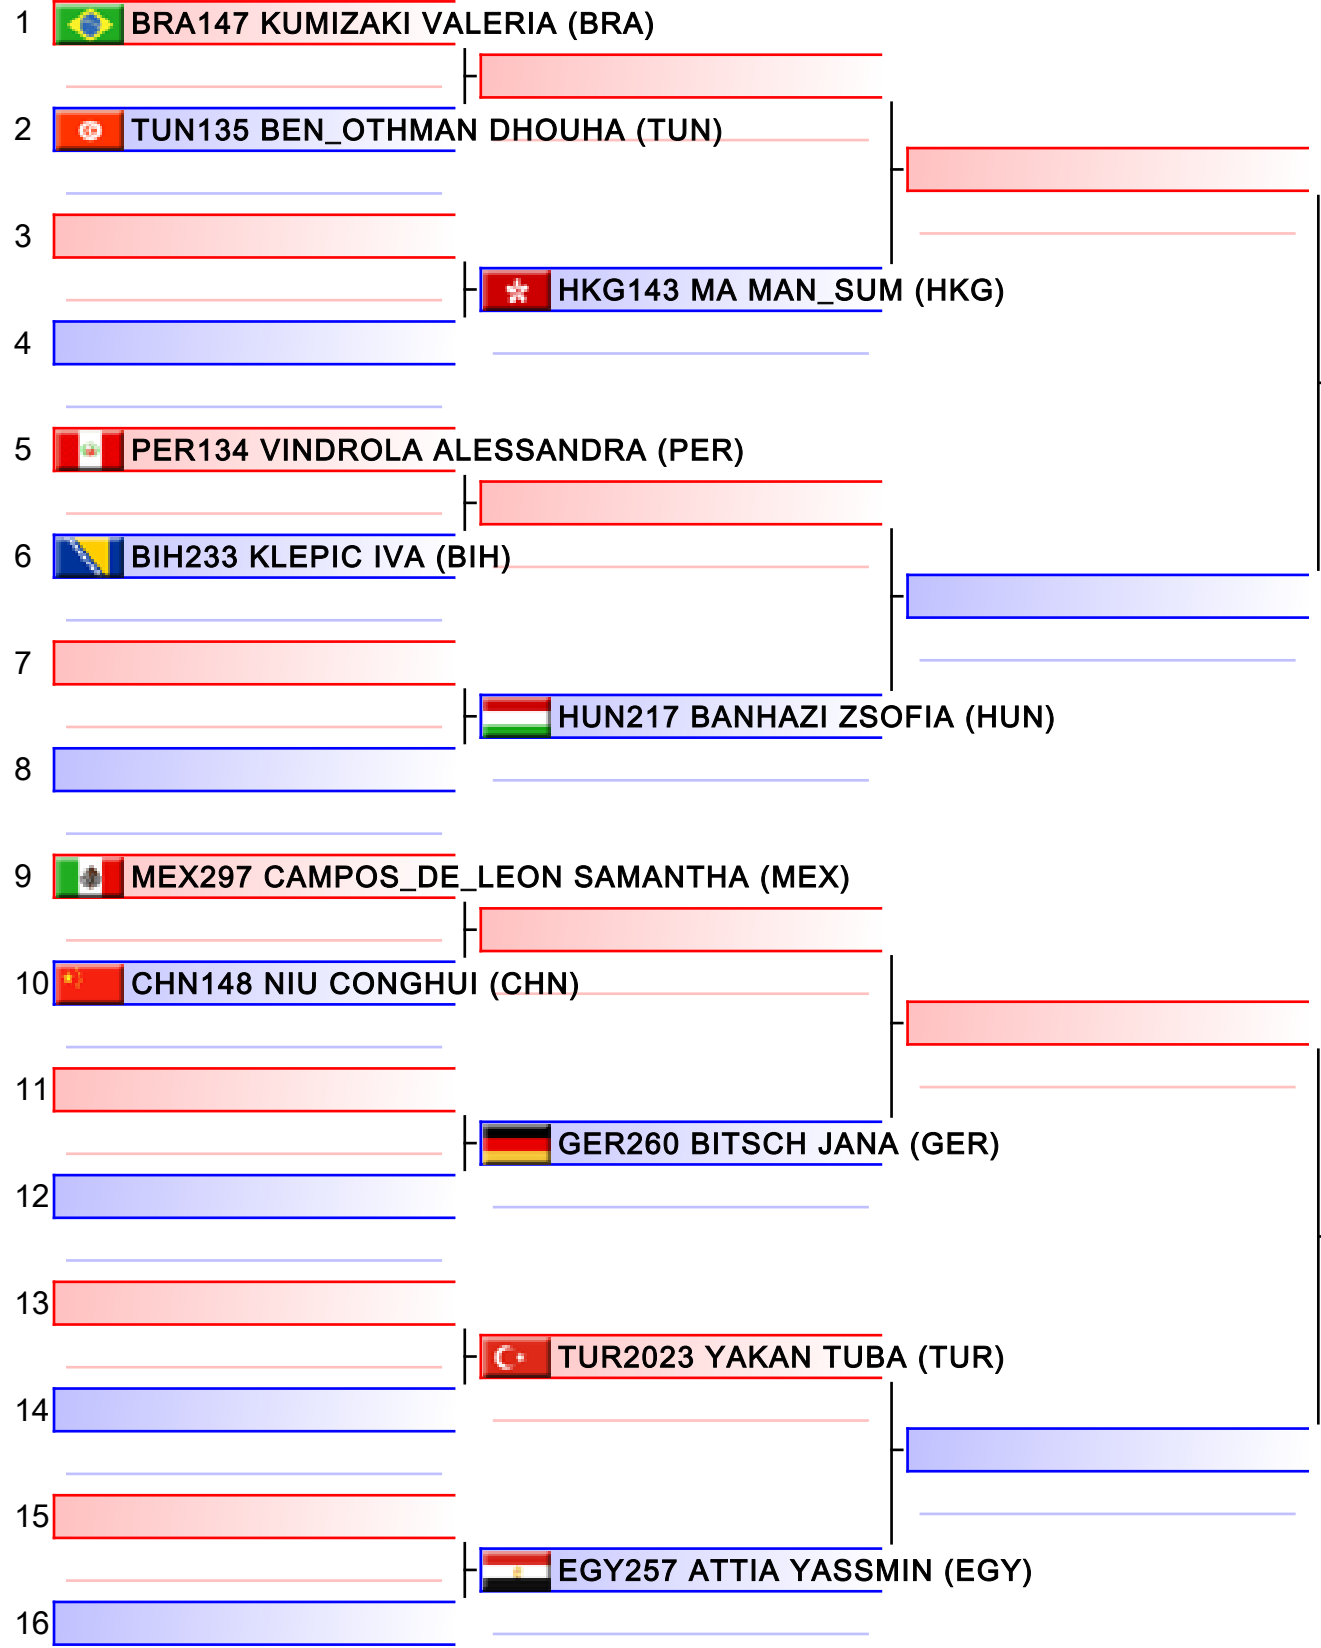 1 BRA147 KUMIZAKI VALERIA (BRA)
2 TUN135 BEN_OTHMAN DHOUHA (TUN)
3
HKG143 MA MAN_SUM (HKG)
4
5 PER134 VINDROLA ALESSANDRA (PER)
6 BIH233 KLEPIC IVA (BIH)
7
HUN217 BANHAZI ZSOFIA (HUN)
8
9 MEX297 CAMPOS_DE_LEON SAMANTHA (MEX)
10 CHN148 NIU CONGHUI (CHN)
11
GER260 BITSCH JANA (GER)
12
13
TUR2023 YAKAN TUBA (TUR)
14
15
EGY257 ATTIA YASSMIN (EGY)
16